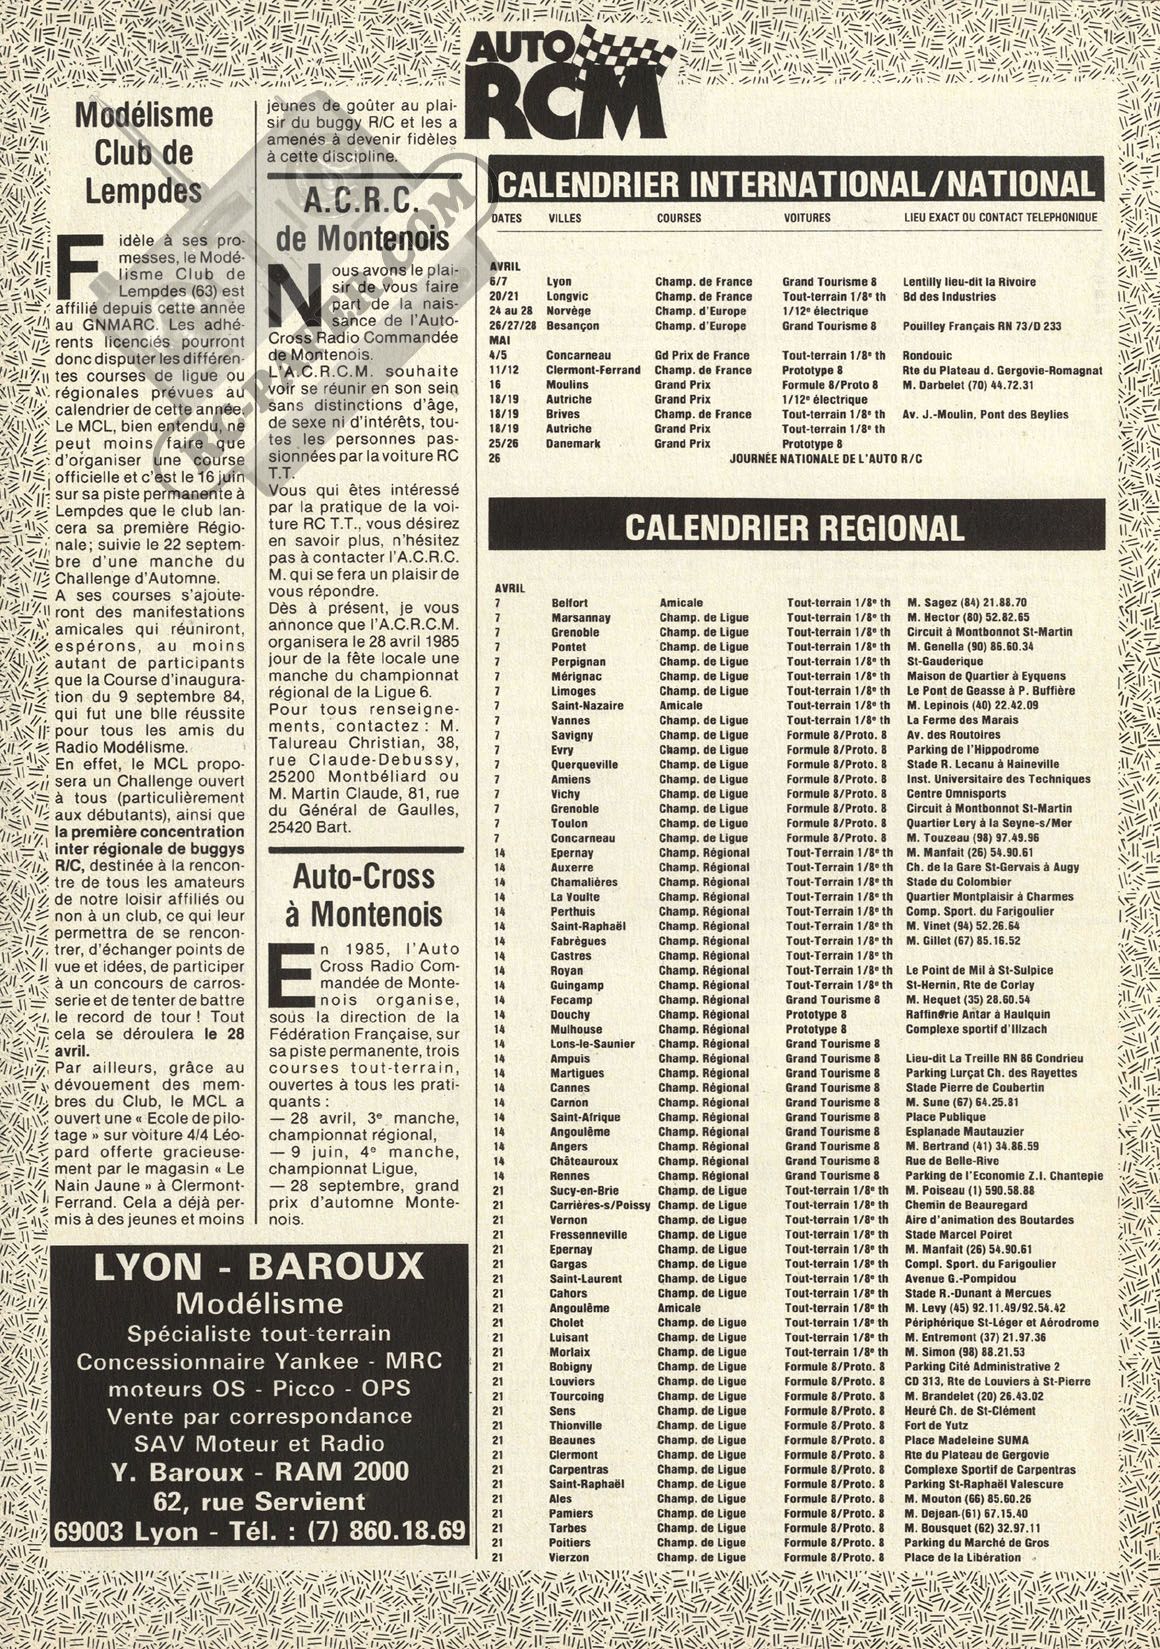 AUTO
RCM
Modélisme
Club de
Lempdes
Fidèle à ses pro-
messes, le Modé-
lisme Club de
Lempdes (63) est
affilié depuis cette année
au GNMARC. Les adhé-
rents licenciés pourront
donc disputer les différen-
tes courses de ligue ou
régionales prévues au
calendrier de cette année.
Le MCL, bien entendu ne
peut moins faire que
d'organiser une course
officielle et c'est le 16 juin
sur sa piste permanente à
Lempdes que le club lan-
cera sa première Régio-
nale; suivie le 22 septem-
bre d'une manche du
Challenge d'Automne.
A ses courses s'ajoute-
ront des manifestations
amicales qui réuniront,
espérons, au moins
autant de participants
que la Course d'inaugura-
tion du 9 septembre 84,
qui fut une blle réussite
pour tous les amis du
Radio Modélisme.
En effet, le MCL propo-
sera un Challenge ouvert
à tous (particulièrement
aux débutants), ainsi que
la première concentration
inter régionale de buggys
R/C, destinée à la rencon-
tre de tous les amateurs
de notre loisir affiliés ou
non à un club, ce qui leur
permettra de se rencon-
trer, d'échanger points de
vue et idées, de participer
à un concours de carros-
serie et de tenter de battre
le record de tour ! Tout
cela se déroulera le 28
avril.
Par ailleurs, grâce au
dévouement des mem-
bres du Club, le MCL a
ouvert une « Ecole de pilo-
tage » sur voiture 4/4 Léo-
pard offerte gracieuse-
ment par le magasin « Le
Nain Jaune » à Clermont-
Ferrand. Cela a déjà per-
mis à des jeunes et moins
jeunes de goûter au plai-
sir du buggy R/C et les a
amenés à devenir fidèles
à cette discipline.
A.C.R.C.
de Montenois
Nous avons le plai-
sir de vous faire
part de la nais-
sance de l'Auto-
Cross Radio Commandée
de Montenois.
L'A.C.R.C.M. souhaite
voir se réunir en son sein
sans distinctions d'âge,
de sexe ni d'intérêts, tou-
tes les personnes pas-
sionnées par la voiture RC
T.T.
Vous qui êtes intéressé
par la pratique de la voi-
ture RC T.T., vous désirez
en savoir plus, n'hésitez
pas à contacter l'A.C.R.C.
M. qui se fera un plaisir de
vous répondre.
Dès à présent, je vous
annonce que l'A.C.R.C.M.
organisera le 28 avril 1985
jour de la fête locale une
manche du championnat
régional de la Ligue 6.
Pour tous renseigne-
ments, contactez : M.
Talureau Christian, 38,
rue Claude-Debussy,
25200 Montbéliard ou
M. Martin Claude, 81, rue
du Général de Gaulles,
25420 Bart.
Auto-Cross
à Montenois
En 1985, l'Auto
Cross Radio Com-
mandée de Monte-
nois organise,
sous la direction de la
Fédération Française, sur
sa piste permanente, trois
courses tout-terrain,
ouvertes à tous les prati-
quants :
— 28 avril, 3e manche,
championnat régional,
— 9 juin, 4e manche,
championnat Ligue,
— 28 septembre, grand
prix d'automne Monte-
nois.
LYON - BAROUX
Modélisme
Spécialiste tout-terrain
Concessionnaire Yankee - MRC
moteurs OS - Picco - OPS
Vente par correspondance
SAV Moteur et Radio
Y. Baroux - RAM 2000
62, rue Servient
69003 Lyon - Tél. : (7) 860.18.69
CALENDRIER INTERNATIONAL/NATIONAL
DATES VILLES COURSES VOITURES LIEU EXACT OU CONTACT TELEPHONIQUE
AVRIL
6/7 Lyon Champ. de France Grand Tourisme 8 Lentilly lieu-dit la Rivoire
20/21 Longvic Champ. de France Tout-terrain 1/8e th Bd des Industries
24 au 28 Norvège Champ. d'Europe 1/12e électrique
26/27/28 Besançon Champ. d'Europe Grand Tourisme 8 Pouilley Français RN 73/D 233
MAI
4/5 Concarneau Gd Prix de France Tout-terrain 1/8e th Rondouic
11/12 Clermont-Ferrand Champ. de France Prototype 8 Rte du Plateau d. Gergovie-Romagnat
16 Moulins Grand Prix Formule 8/Proto 8 M. Darbelet (70) 44.72.31
18/19 Autriche Grand Prix 1/12e électrique
18/19 Brives Champ. de France Tout-terrain 1/8e th Av. J.-Moulin, Pont des Beylies
18/19 Autriche Grand Prix Tout-terrain 1/8e th
25/26 Danemark Grand Prix Prototype 8
26 JOURNÉE NATIONALE DE L'AUTO R/C
CALENDRIER REGIONAL
AVRIL
7 Belfort Amicale Tout-terrain 1/8e th M. Sagez (84) 21.88.70
7 Marsannay Champ. de Ligue Tout-terrain 1/8e th M. Hector (80) 52.82.65
7 Grenoble Champ. de Ligue Tout-terrain 1/8e th Circuit à Montbonnot St-Martin
7 Pontet Champ. de Ligue Tout-terrain 1/8e th M. Genella (90) 86.60.34
7 Perpignan Champ. de Ligue Tout-terrain 1/8e th St-Gauderique
7 Mérignac Champ. de Ligue Tout-terrain 1/8e th Maison de Quartier à Eyquens
7 Limoges Champ. de Ligue Tout-terrain 1/8e th Le Pont de Geasse à P. Buffière
7 Saint-Nazaire Amicale Tout-terrain 1/8e th M. Lepinois (40) 22.42.09
7 Vannes Champ. de Ligue Tout-terrain 1/8e th La Ferme des Marais
7 Savigny Champ. de Ligue Formule 8/Proto. 8 Av. des Routoires
7 Evry Champ. de Ligue Formule 8/Proto. 8 Parking de l'Hippodrome
7 Querqueville Champ. de Ligue Formule 8/Proto. 8 Stade R. Lecanu à Haineville
7 Amiens Champ. de Ligue Formule 8/Proto. 8 Inst. Universitaire des Techniques
7 Vichy Champ. de Ligue Formule 8/Proto. 8 Centre Omnisports
7 Grenoble Champ. de Ligue Formule 8/Proto. 8 Circuit à Montbonnot St-Martin
7 Toulon Champ. de Ligue Formule 8/Proto. 8 Quartier Lery à la Seyne-s/Mer
7 Concarneau Champ. de Ligue Formule 8/Proto. 8 M. Touzeau (98) 97.49.96
14 Epernay Champ. Régional Tout-Terrain 1/8e th M. Manfait (26) 54.90.61
14 Auxerre Champ. Régional Tout-Terrain 1/8e th Ch. de la Gare St-Gervais à Augy
14 Chamalières Champ. Régional Tout-Terrain 1/8e th Stade du Colombier
14 La Voulte Champ. Régional Tout-Terrain 1/8e th Quartier Montplaisir à Charmes
14 Perthuis Champ. Régional Tout-Terrain 1/8e th Comp. Sport. du Farigoulier
14 Saint-Raphaël Champ. Régional Tout-Terrain 1/8e th M. Vinet (94) 52.26.64
14 Fabrègues Champ. Régional Tout-Terrain 1/8e th M. Gillet (67) 85.16.52
14 Castres Champ. Régional Tout-Terrain 1/8e th
14 Royan Champ. Régional Tout-Terrain 1/8e th Le Point de Mil à St-Sulpice
14 Guingamp Champ. Régional Tout-Terrain 1/8e th St-Hernin, Rte de Corlay
14 Fecamp Champ. Régional Grand Tourisme 8 M. Hequet (35) 28.60.54
14 Douchy Champ. Régional Prototype 8 Raffinerie Antar à Haulquin
14 Mulhouse Champ. Régional Prototype 8 Complexe sportif d'Illzach
14 Lons-le-Saunier Champ. Régional Grand Tourisme 8
14 Ampuis Champ. Régional Grand Tourisme 8 Lieu-dit La Treille RN 86 Condrieu
14 Martigues Champ. Régional Grand Tourisme 8 Parking Lurçat Ch. des Rayettes
14 Cannes Champ. Régional Grand Tourisme 8 Stade Pierre de Coubertin
14 Carnon Champ. Régional Grand Tourisme 8 M. Sune (67) 64.25.81
14 Saint-Afrique Champ. Régional Grand Tourisme 8 Place Publique
14 Angoulême Champ. Régional Grand Tourisme 8 Esplanade Mautauzier
14 Angers Champ. Régional Grand Tourisme 8 M. Bertrand (41) 34.86.59
14 Châteauroux Champ. Régional Grand Tourisme 8 Rue de Belle-Rive
14 Rennes Champ. Régional Grand Tourisme 8 Parking de l'Economie Z.I. Chantepie
21 Sucy-en-Brie Champ. de Ligue Tout-terrain 1/8e th M. Poiseau (1) 590.58.88
21 Carrières-s/Poissy Champ. de Ligue Tout-terrain 1/8e th Chemin de Beauregard
21 Vernon Champ. de Ligue Tout-terrain 1/8e th Aire d'animation des Boutardes
21 Fressenneville Champ. de Ligue Tout-terrain 1/8e th Stade Marcel Poiret
21 Epernay Champ. de Ligue Tout-terrain 1/8e th M. Manfait (26) 54.90.61
21 Gargas Champ. de Ligue Tout-terrain 1/8e th Compl. Sport. du Farigoulier
21 Saint-Laurent Champ. de Ligue Tout-terrain 1/8e th Avenue G.-Pompidou
21 Cahors Champ. de Ligue Tout-terrain 1/8e th Stade R.-Dunant à Mercues
21 Angoulême Amicale Tout-terrain 1/8e th M. Levy (45) 92.11.49/92.54.42
21 Cholet Champ. de Ligue Tout-terrain 1/8e th Périphérique St-Léger et Aérodrome
21 Luisant Champ. de Ligue Tout-terrain 1/8e th M. Entremont (37) 21.97.36
21 Morlaix Champ. de Ligue Tout-terrain 1/8e th M. Simon (98) 88.21.53
21 Bobigny Champ. de Ligue Formule 8/Proto. 8 Parking Cité Administrative 2
21 Louviers Champ. de Ligue Formule 8/Proto. 8 CD 313, Rte de Louviers à St-Pierre
21 Tourcoing Champ. de Ligue Formule 8/Proto. 8 M. Brandelet (20) 26.43.02
21 Sens Champ. de Ligue Formule 8/Proto. 8 Heuré Ch. de St-Clément
21 Thionville Champ. de Ligue Formule 8/Proto. 8 Fort de Yutz
21 Beaunes Champ. de Ligue Formule 8/Proto. 8 Place Madeleine SUMA
21 Clermont Champ. de Ligue Formule 8/Proto. 8 Rte du Plateau de Gergovie
21 Carpentras Champ. de Ligue Formule 8/Proto. 8 Complexe Sportif de Carpentras
21 Saint-Raphaël Champ. de Ligue Formule 8/Proto. 8 Parking St-Raphaël Valescure
21 Ales Champ. de Ligue Formule 8/Proto. 8 M. Mouton (66) 85.60.26
21 Pamiers Champ. de Ligue Formule 8/Proto. 8 M. Dejean (61) 67.15.40
21 Tarbes Champ. de Ligue Formule 8/Proto. 8 M. Bousquet (62) 32.97.11
21 Poitiers Champ. de Ligue Formule 8/Proto. 8 Parking du Marché de Gros
21 Vierzon Champ. de Ligue Formule 8/Proto. 8 Place de la Libération
RC-PAPER.COM